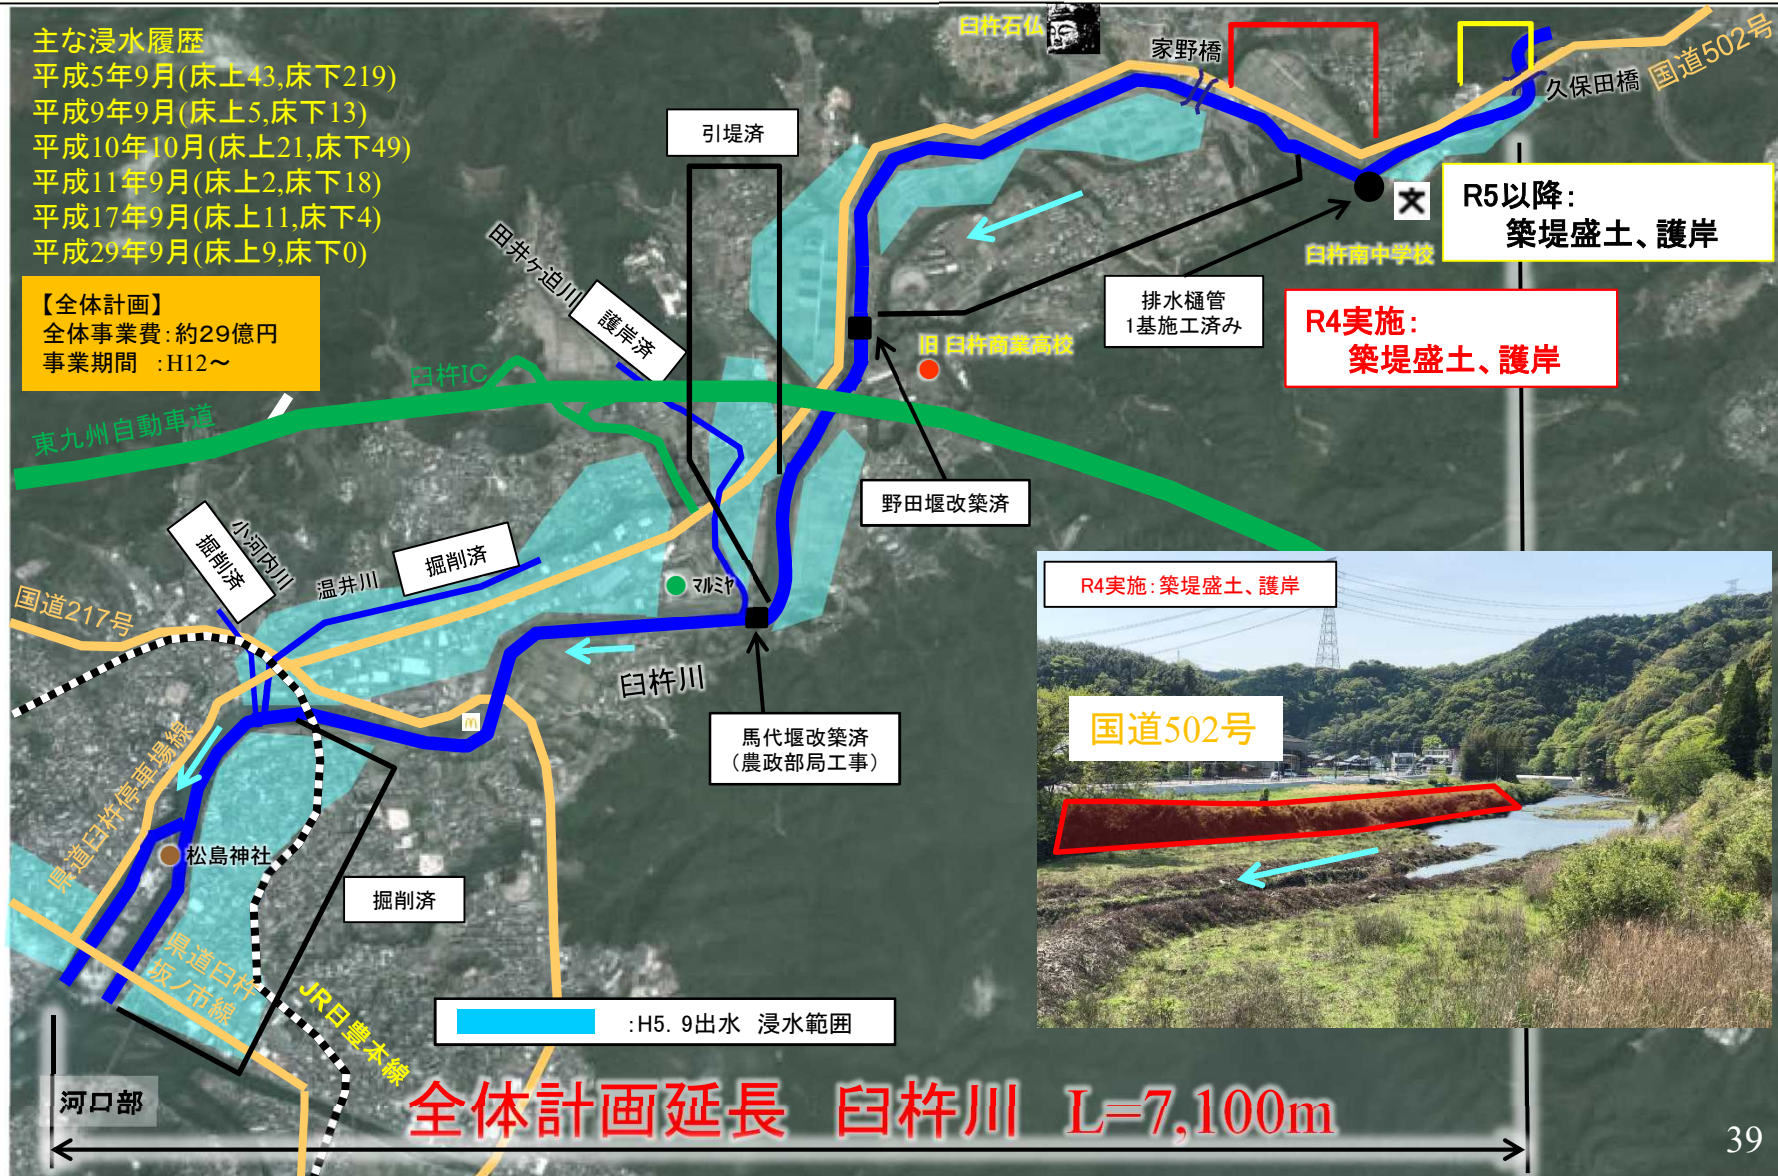 主な浸水履歴
平成5年9月(床上43,床下219)
平成9年9月(床上5,床下13)
平成10年10月(床上21,床下49)
平成11年9月(床上2,床下18)
平成17年9月(床上11,床下4)
平成29年9月(床上9,床下0)
【全体計画】
全体事業費：約29億円
事業期間　：H12～
臼杵石仏
家野橋
久保田橋
国道502号
引堤済
田井ヶ迫川
護岸済
臼杵IC
東九州自動車道
旧 臼杵商業高校
排水樋管
1基施工済み
文
臼杵南中学校
R5以降：
築堤盛土、護岸
R4実施：
築堤盛土、護岸
野田堰改築済
小河内川
掘削済
温井川
掘削済
国道217号
マルミヤ
臼杵川
馬代堰改築済
（農政部局工事）
県道臼杵停車場線
松島神社
掘削済
県道臼杵
坂ノ市線
JR日豊本線
R4実施：築堤盛土、護岸
国道502号
：H5. 9出水　浸水範囲
河口部
全体計画延長　臼杵川　L=7,100m
39